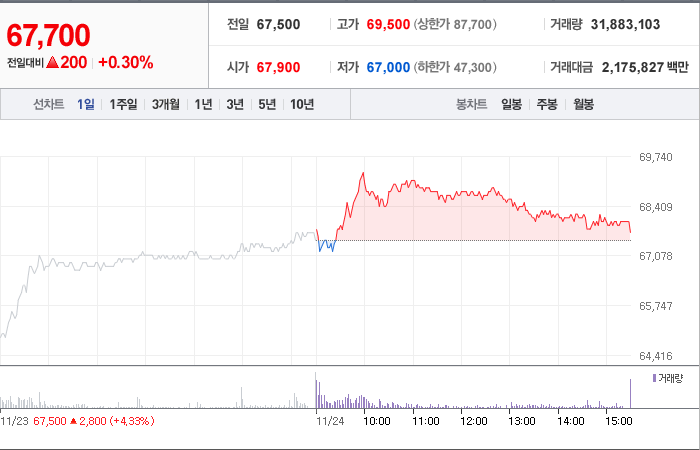 67,700
전일대비 ▲200 +0.30%
전일 67,500 고가 69,500 (상한가 87,700) 거래량 31,883,103
시가 67,900 저가 67,000 (하한가 47,300) 거래대금 2,175,827 백만
선차트 1일 1주일 3개월 1년 3년 5년 10년 봉차트 일봉 주봉 월봉
69,740
68,409
67,078
65,747
64,416
거래량
11/23 67,500 ▲ 2,800 (+4,33%) 11/24 10:00 11:00 12:00 13:00 14:00 15:00